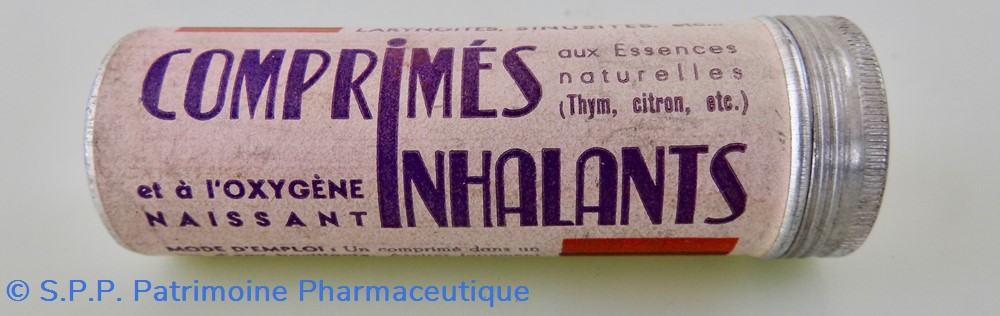 LARYNGITES, SINUSITES, etc...
COMPRIMÉS
aux Essences
naturelles
(Thym, citron, etc.)
et à l'OXYGÈNE
NAISSANT
INHALANTS
MODE D'EMPLOI : Un comprimé dans un
© S.P.P. Patrimoine Pharmaceutique